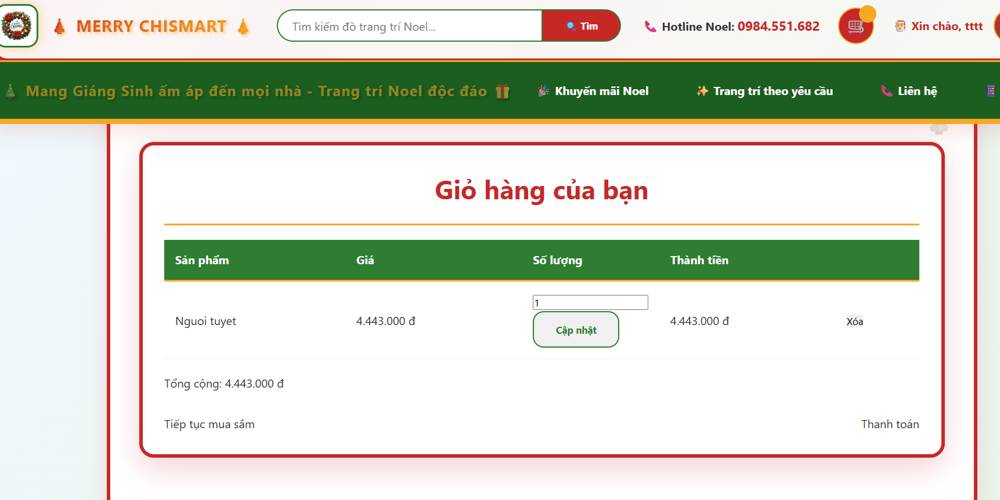 MERRY CHISMART
Tìm kiếm đồ trang trí Noel...
Tìm
Hotline Noel: 0984.551.682
Xin chào, tttt
Mang Giáng Sinh ấm áp đến mọi nhà - Trang trí Noel độc đáo
Khuyến mãi Noel
Trang trí theo yêu cầu
Liên hệ
Giỏ hàng của bạn
Sản phẩm Giá Số lượng Thành tiền
Nguoi tuyet 4.443.000 đ 1 4.443.000 đ Xóa
Cập nhật
Tổng cộng: 4.443.000 đ
Tiếp tục mua sắm
Thanh toán